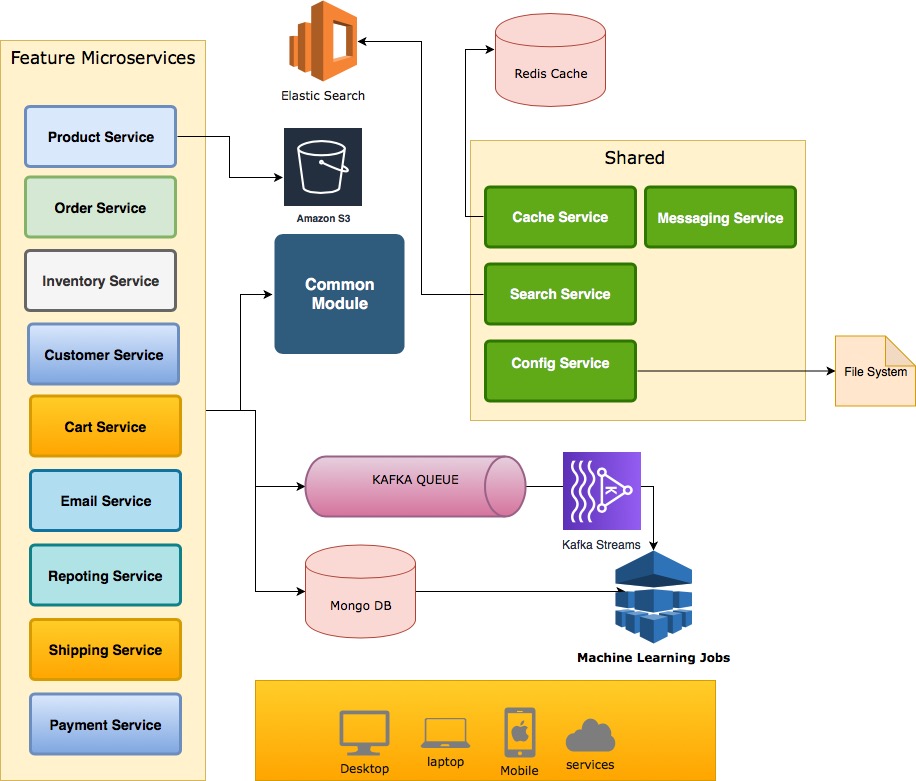 Feature Microservices
Product Service
Order Service
Inventory Service
Customer Service
Cart Service
Email Service
Repoting Service
Shipping Service
Payment Service
Elastic Search
Amazon S3
Common
Module
Redis Cache
Shared
Cache Service
Messaging Service
Search Service
Config Service
File System
KAFKA QUEUE
K
Kafka Streams
Mongo DB
Machine Learning Jobs
Desktop
laptop
Mobile
services